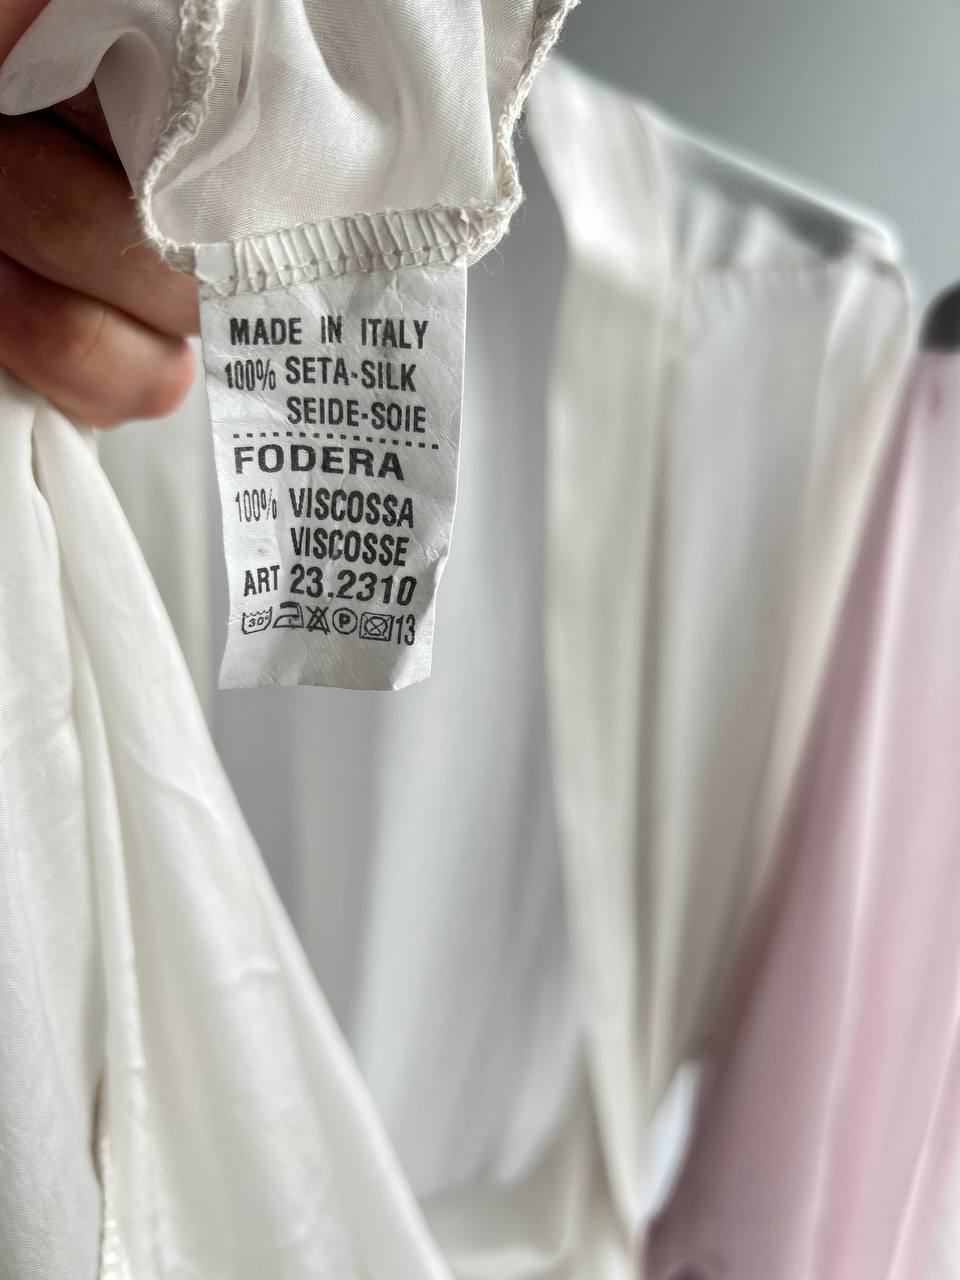 MADE IN ITALY
100% SETA-SILK
SEIDE-SOIE
FODERA
100% VISCOSSA
VISCOSSE
ART 23.2310
30° P 13